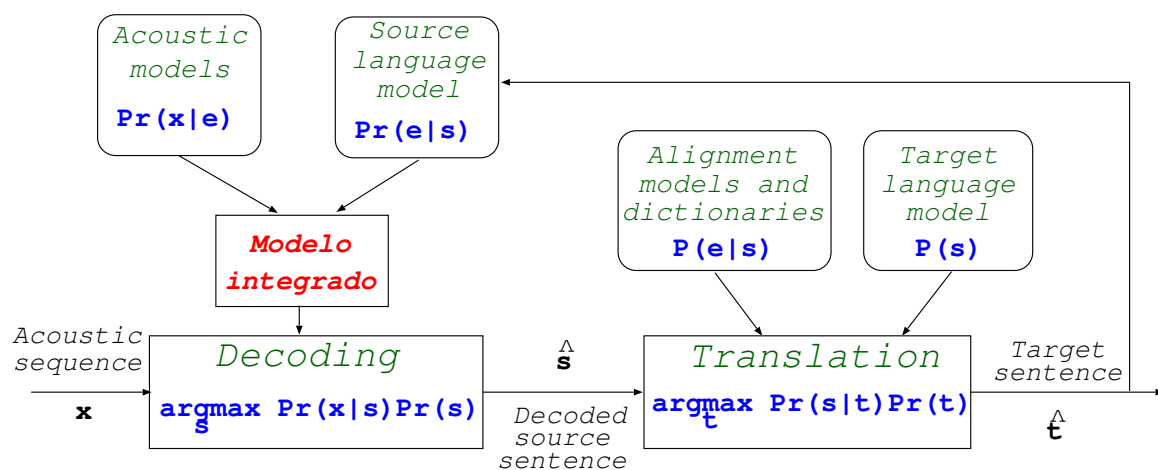 Acoustic
models
Pr(x|e)
Source
language
model
Pr(e|s)
Alignment
models and
dictionaries
P(e|s)
Target
language
model
P(s)
Modelo
integrado
Acoustic
sequence
x
Decoding
argmax Pr(x|s)Pr(s)
s
^
s
Decoded
source
sentence
Translation
argmax Pr(s|t)Pr(t)
t
Target
sentence
^
t